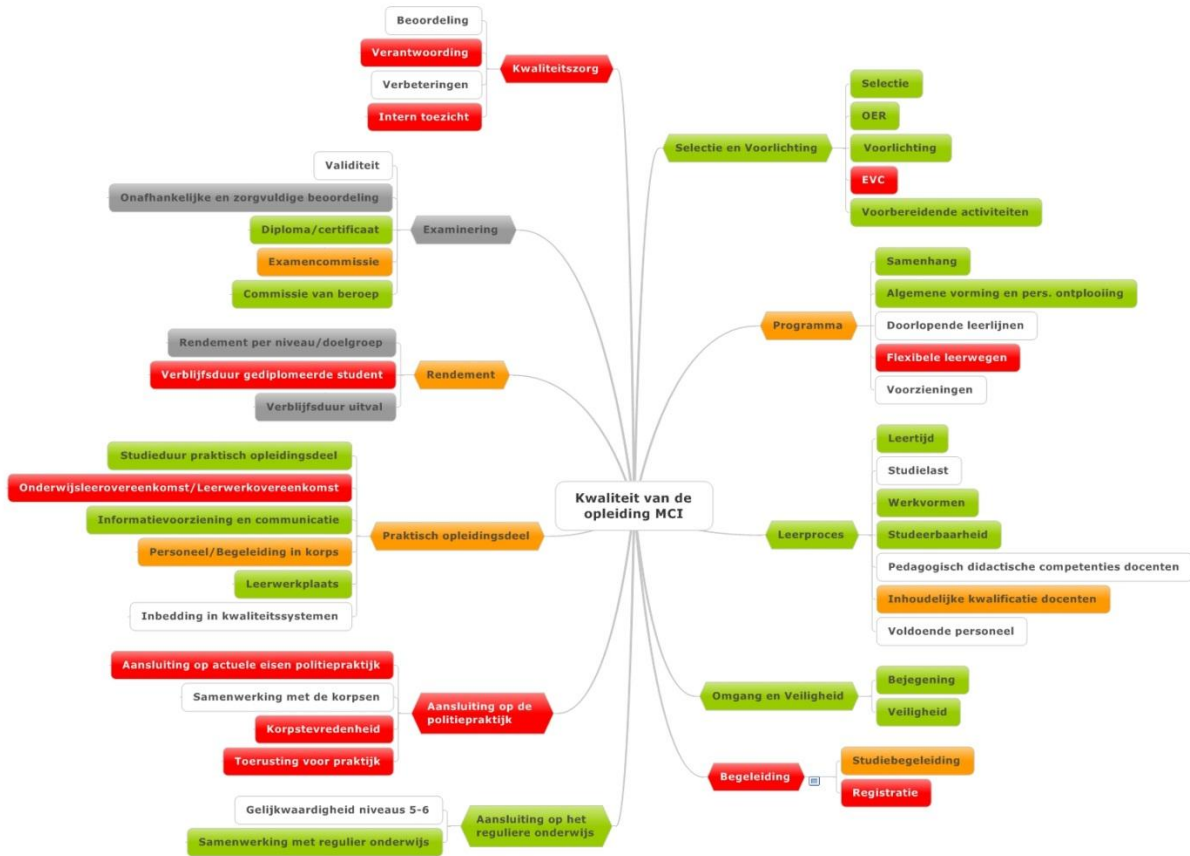 Kwaliteit van de
opleiding MCI
Kwaliteitszorg
Beoordeling
Verantwoording
Verbeteringen
Intern toezicht
Examinering
Validiteit
Onafhankelijke en zorgvuldige beoordeling
Diploma/certificaat
Examencommissie
Commissie van beroep
Rendement
Rendement per niveau/doelgroep
Verblijfsduur gediplomeerde student
Verblijfsduur uitval
Praktisch opleidingsdeel
Studieduur praktisch opleidingsdeel
Onderwijsleerovereenkomst/Leerwerkovereenkomst
Informatievoorziening en communicatie
Personeel/Begeleiding in korps
Leerwerkplaats
Inbedding in kwaliteitssystemen
Aansluiting op de
politiepraktijk
Aansluiting op actuele eisen politiepraktijk
Samenwerking met de korpsen
Korpstevredenheid
Toerusting voor praktijk
Aansluiting op het
reguliere onderwijs
Gelijkwaardigheid niveaus 5-6
Samenwerking met regulier onderwijs
Selectie en Voorlichting
Selectie
OER
Voorlichting
EVC
Voorbereidende activiteiten
Programma
Samenhang
Algemene vorming en pers. ontplooiing
Doorlopende leerlijnen
Flexibele leerwegen
Voorzieningen
Leerproces
Leertijd
Studielast
Werkvormen
Studeerbaarheid
Pedagogisch didactische competenties docenten
Inhoudelijke kwalificatie docenten
Voldoende personeel
Omgang en Veiligheid
Bejegening
Veiligheid
Begeleiding
Studiebegeleiding
Registratie